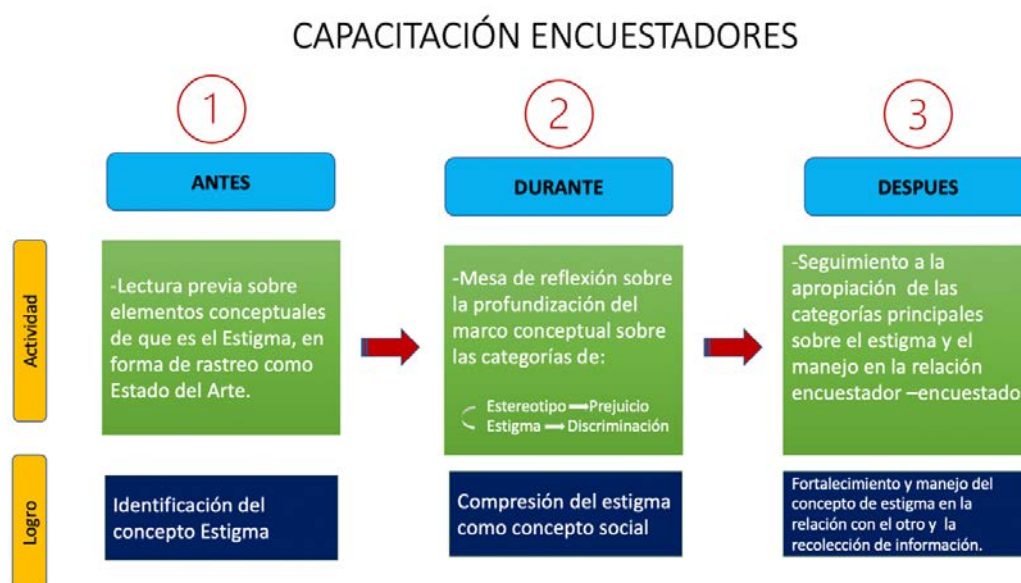 CAPACITACIÓN ENCUESTADORES
1
2
3
ANTES
DURANTE
DESPUES
Actividad
-Lectura previa sobre
elementos conceptuales
de que es el Estigma, en
forma de rastreo como
Estado del Arte.
-Mesa de reflexión sobre
la profundización del
marco conceptual sobre
las categorías de:
Estereotipo Prejuicio
Estigma Discriminación
-Seguimiento a la
apropiación de las
categorías principales
sobre el estigma y el
manejo en la relación
encuestador –encuestado
Logro
Identificación del
concepto Estigma
Compresión del estigma
como concepto social
Fortalecimiento y manejo del
concepto de estigma en la
relación con el otro y la
recolección de información.